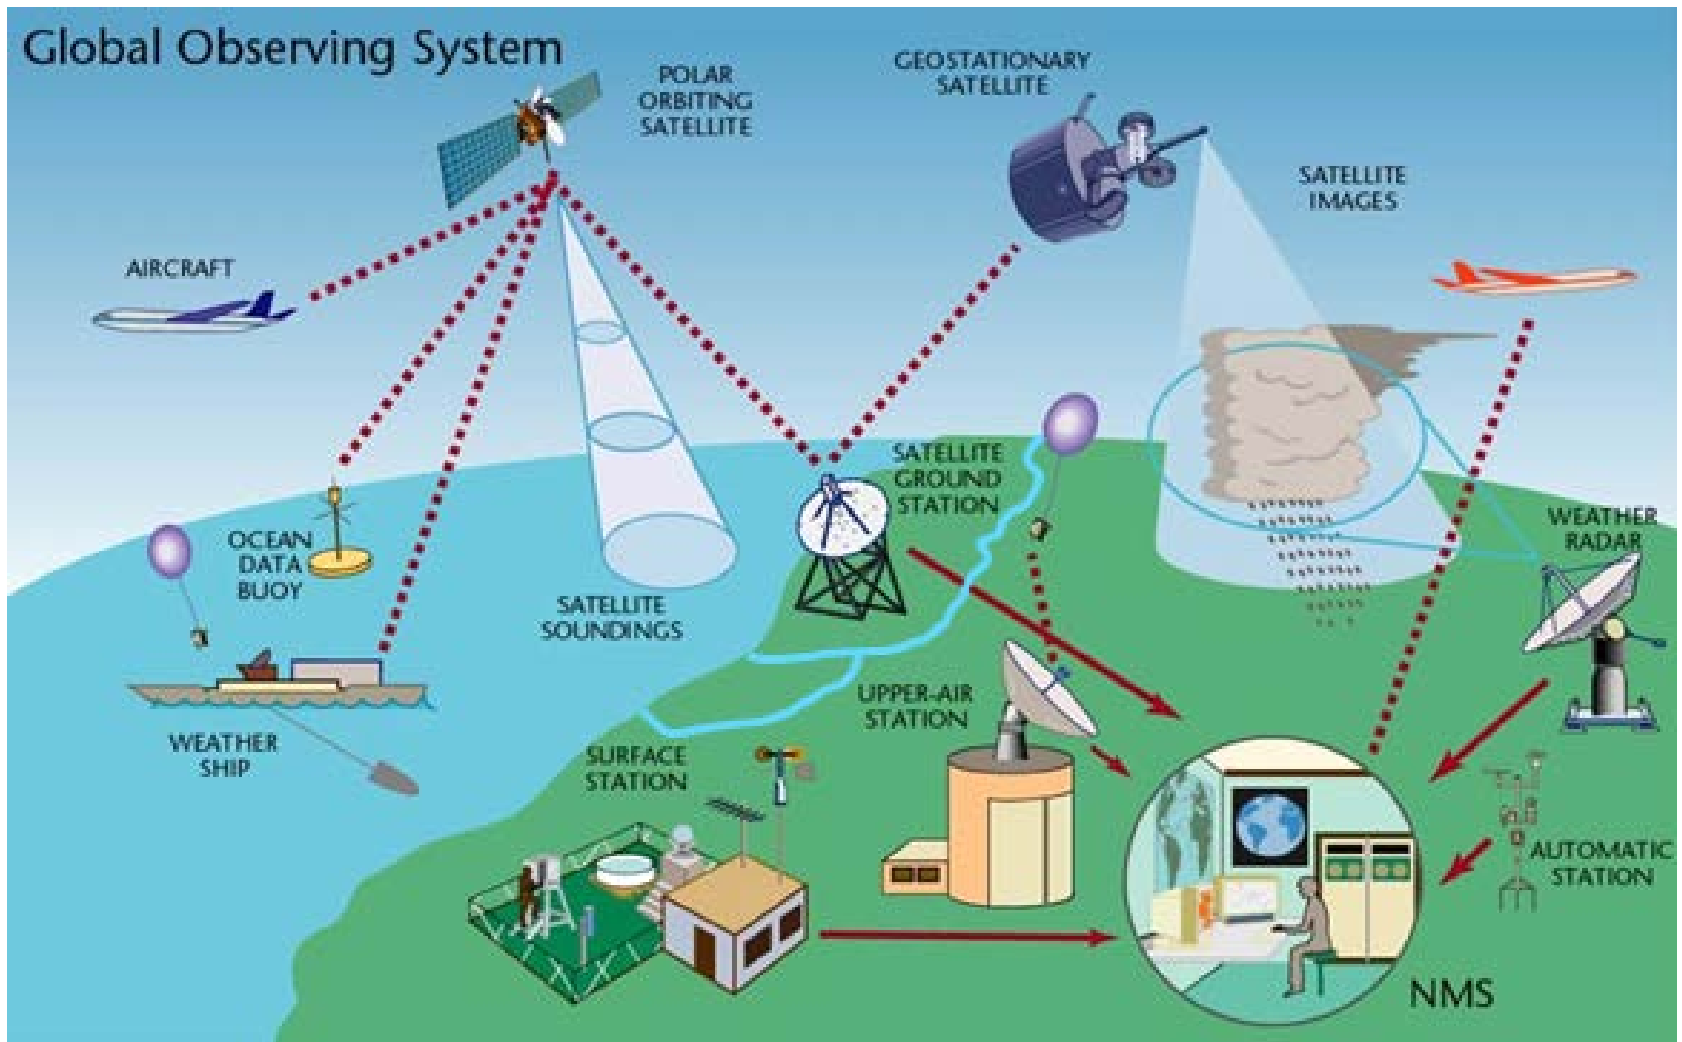 Global Observing System
POLAR
ORBITING
SATELLITE
GEOSTATIONARY
SATELLITE
SATELLITE
IMAGES
AIRCRAFT
SATELLITE
GROUND
STATION
WEATHER
RADAR
OCEAN
DATA
BUOY
SATELLITE
SOUNDINGS
UPPER-AIR
STATION
WEATHER
SHIP
SURFACE
STATION
AUTOMATIC
STATION
NMS